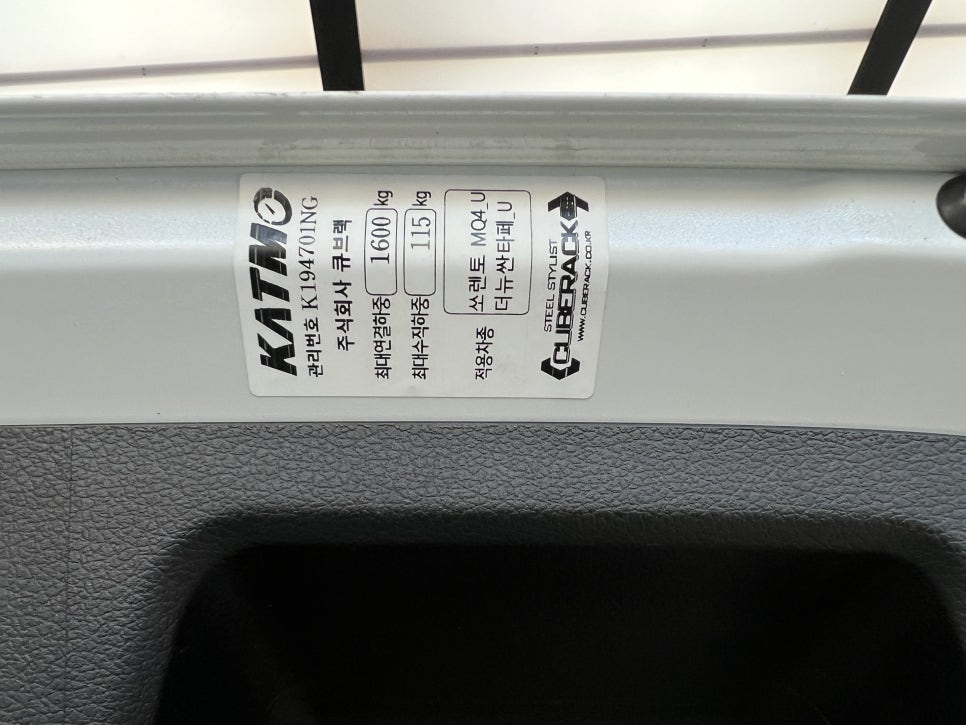 KATMO
관리번호 K194701NG
주식회사 큐브랙
최대연결하중 1600 kg
최대수직하중 115 kg
적용차종 쏘렌토 MQ4_U
더뉴싼타페_U
STEEL STYLIST
CUBERACK
WWW.CUBERACK.CO.KR